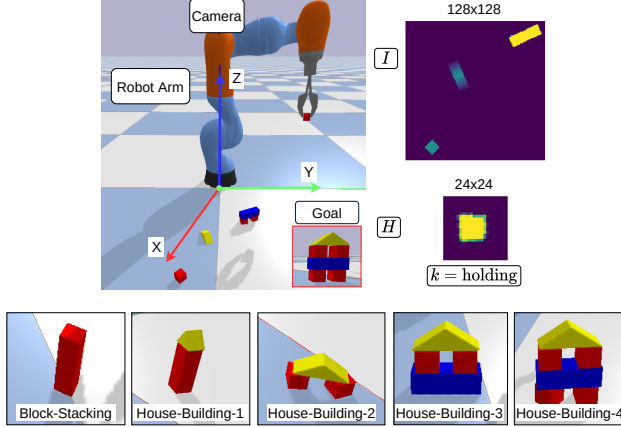 Camera
128x128
I
Z
Robot Arm
Y
24x24
Goal
X
H
k = holding
Block-Stacking
House-Building-1
House-Building-2
House-Building-3
House-Building-4